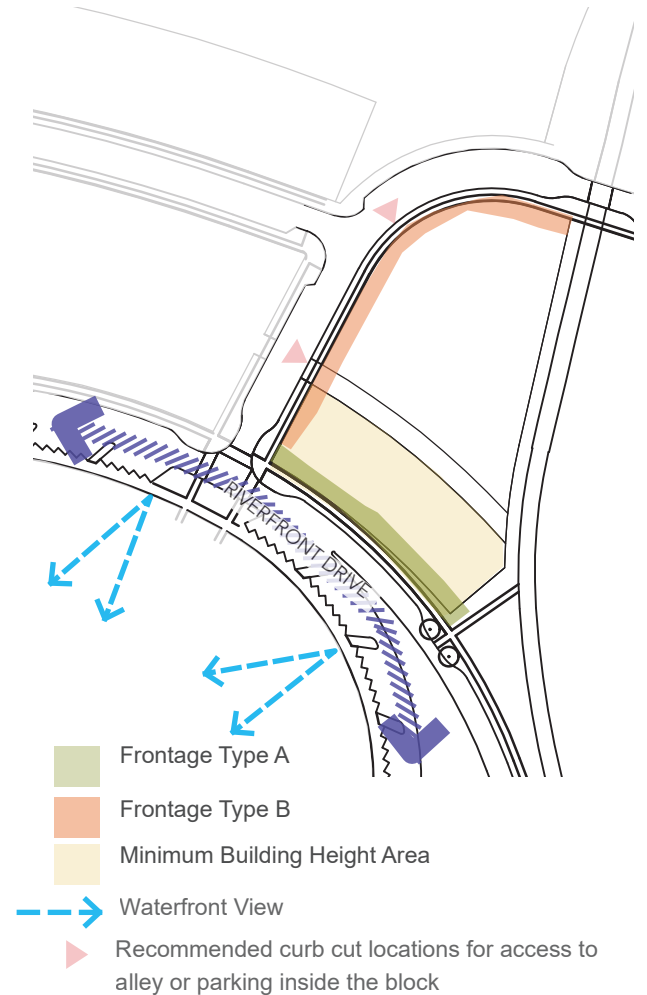 RIVERFRONT DRIVE
Frontage Type A
Frontage Type B
Minimum Building Height Area
Waterfront View
Recommended curb cut locations for access to
alley or parking inside the block